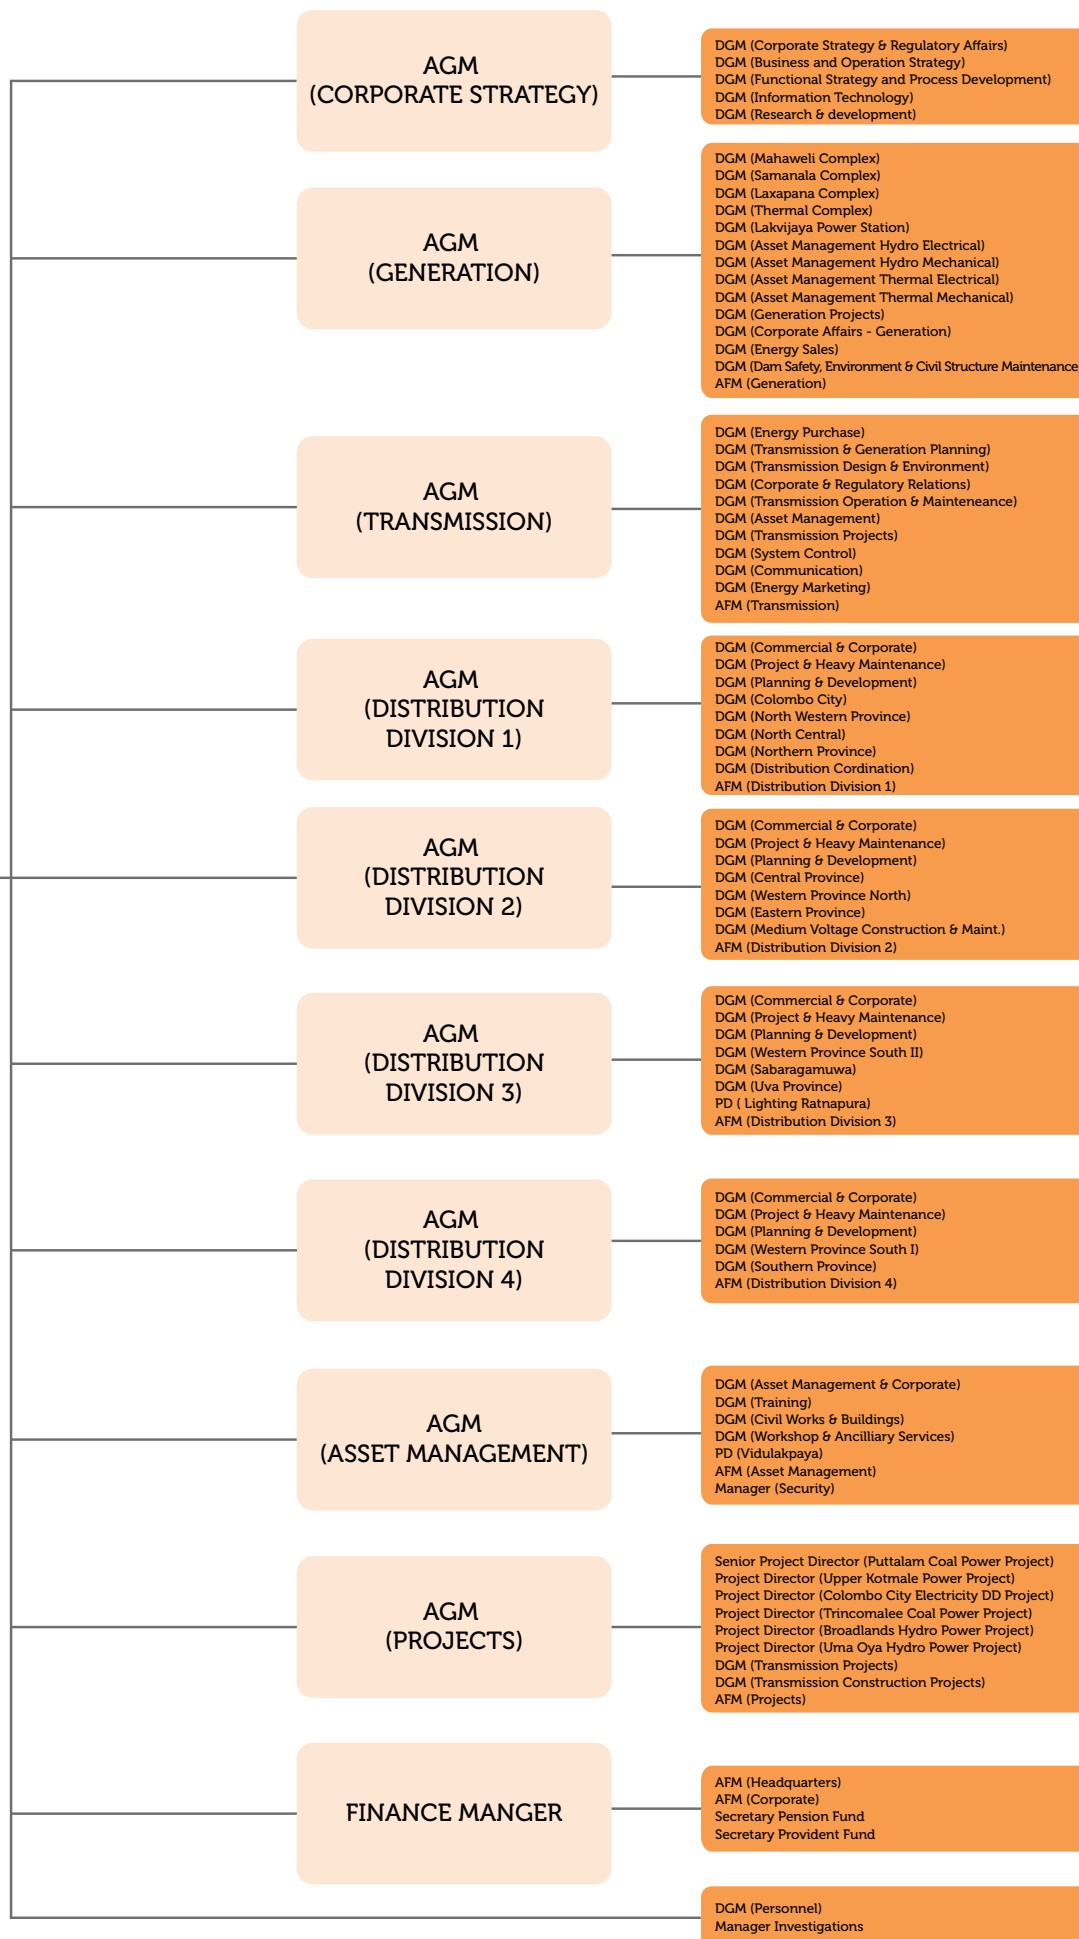 AGM
(CORPORATE STRATEGY)
DGM (Corporate Strategy & Regulatory Affairs)
DGM (Business and Operation Strategy)
DGM (Functional Strategy and Process Development)
DGM (Information Technology)
DGM (Research & development)
AGM
(GENERATION)
DGM (Mahaweli Complex)
DGM (Samanala Complex)
DGM (Laxapana Complex)
DGM (Thermal Complex)
DGM (Lakvijaya Power Station)
DGM (Asset Management Hydro Electrical)
DGM (Asset Management Hydro Mechanical)
DGM (Asset Management Thermal Electrical)
DGM (Asset Management Thermal Mechanical)
DGM (Generation Projects)
DGM (Corporate Affairs - Generation)
DGM (Energy Sales)
DGM (Dam Safety, Environment & Civil Structure Maintenance)
AFM (Generation)
AGM
(TRANSMISSION)
DGM (Energy Purchase)
DGM (Transmission & Generation Planning)
DGM (Transmission Design & Environment)
DGM (Corporate & Regulatory Relations)
DGM (Transmission Operation & Mainteneance)
DGM (Asset Management)
DGM (Transmission Projects)
DGM (System Control)
DGM (Communication)
DGM (Energy Marketing)
AFM (Transmission)
AGM
(DISTRIBUTION
DIVISION 1)
DGM (Commercial & Corporate)
DGM (Project & Heavy Maintenance)
DGM (Planning & Development)
DGM (Colombo City)
DGM (North Western Province)
DGM (North Central)
DGM (Northern Province)
DGM (Distribution Cordination)
AFM (Distribution Division 1)
AGM
(DISTRIBUTION
DIVISION 2)
DGM (Commercial & Corporate)
DGM (Project & Heavy Maintenance)
DGM (Planning & Development)
DGM (Central Province)
DGM (Western Province North)
DGM (Eastern Province)
DGM (Medium Voltage Construction & Maint.)
AFM (Distribution Division 2)
AGM
(DISTRIBUTION
DIVISION 3)
DGM (Commercial & Corporate)
DGM (Project & Heavy Maintenance)
DGM (Planning & Development)
DGM (Western Province South II)
DGM (Sabaragamuwa)
DGM (Uva Province)
PD ( Lighting Ratnapura)
AFM (Distribution Division 3)
AGM
(DISTRIBUTION
DIVISION 4)
DGM (Commercial & Corporate)
DGM (Project & Heavy Maintenance)
DGM (Planning & Development)
DGM (Western Province South I)
DGM (Southern Province)
AFM (Distribution Division 4)
AGM
(ASSET MANAGEMENT)
DGM (Asset Management & Corporate)
DGM (Training)
DGM (Civil Works & Buildings)
DGM (Workshop & Ancilliary Services)
PD (Vidulakpaya)
AFM (Asset Management)
Manager (Security)
AGM
(PROJECTS)
Senior Project Director (Puttalam Coal Power Project)
Project Director (Upper Kotmale Power Project)
Project Director (Colombo City Electricity DD Project)
Project Director (Trincomalee Coal Power Project)
Project Director (Broadlands Hydro Power Project)
Project Director (Uma Oya Hydro Power Project)
DGM (Transmission Projects)
DGM (Transmission Construction Projects)
AFM (Projects)
FINANCE MANGER
AFM (Headquarters)
AFM (Corporate)
Secretary Pension Fund
Secretary Provident Fund
DGM (Personnel)
Manager Investigations